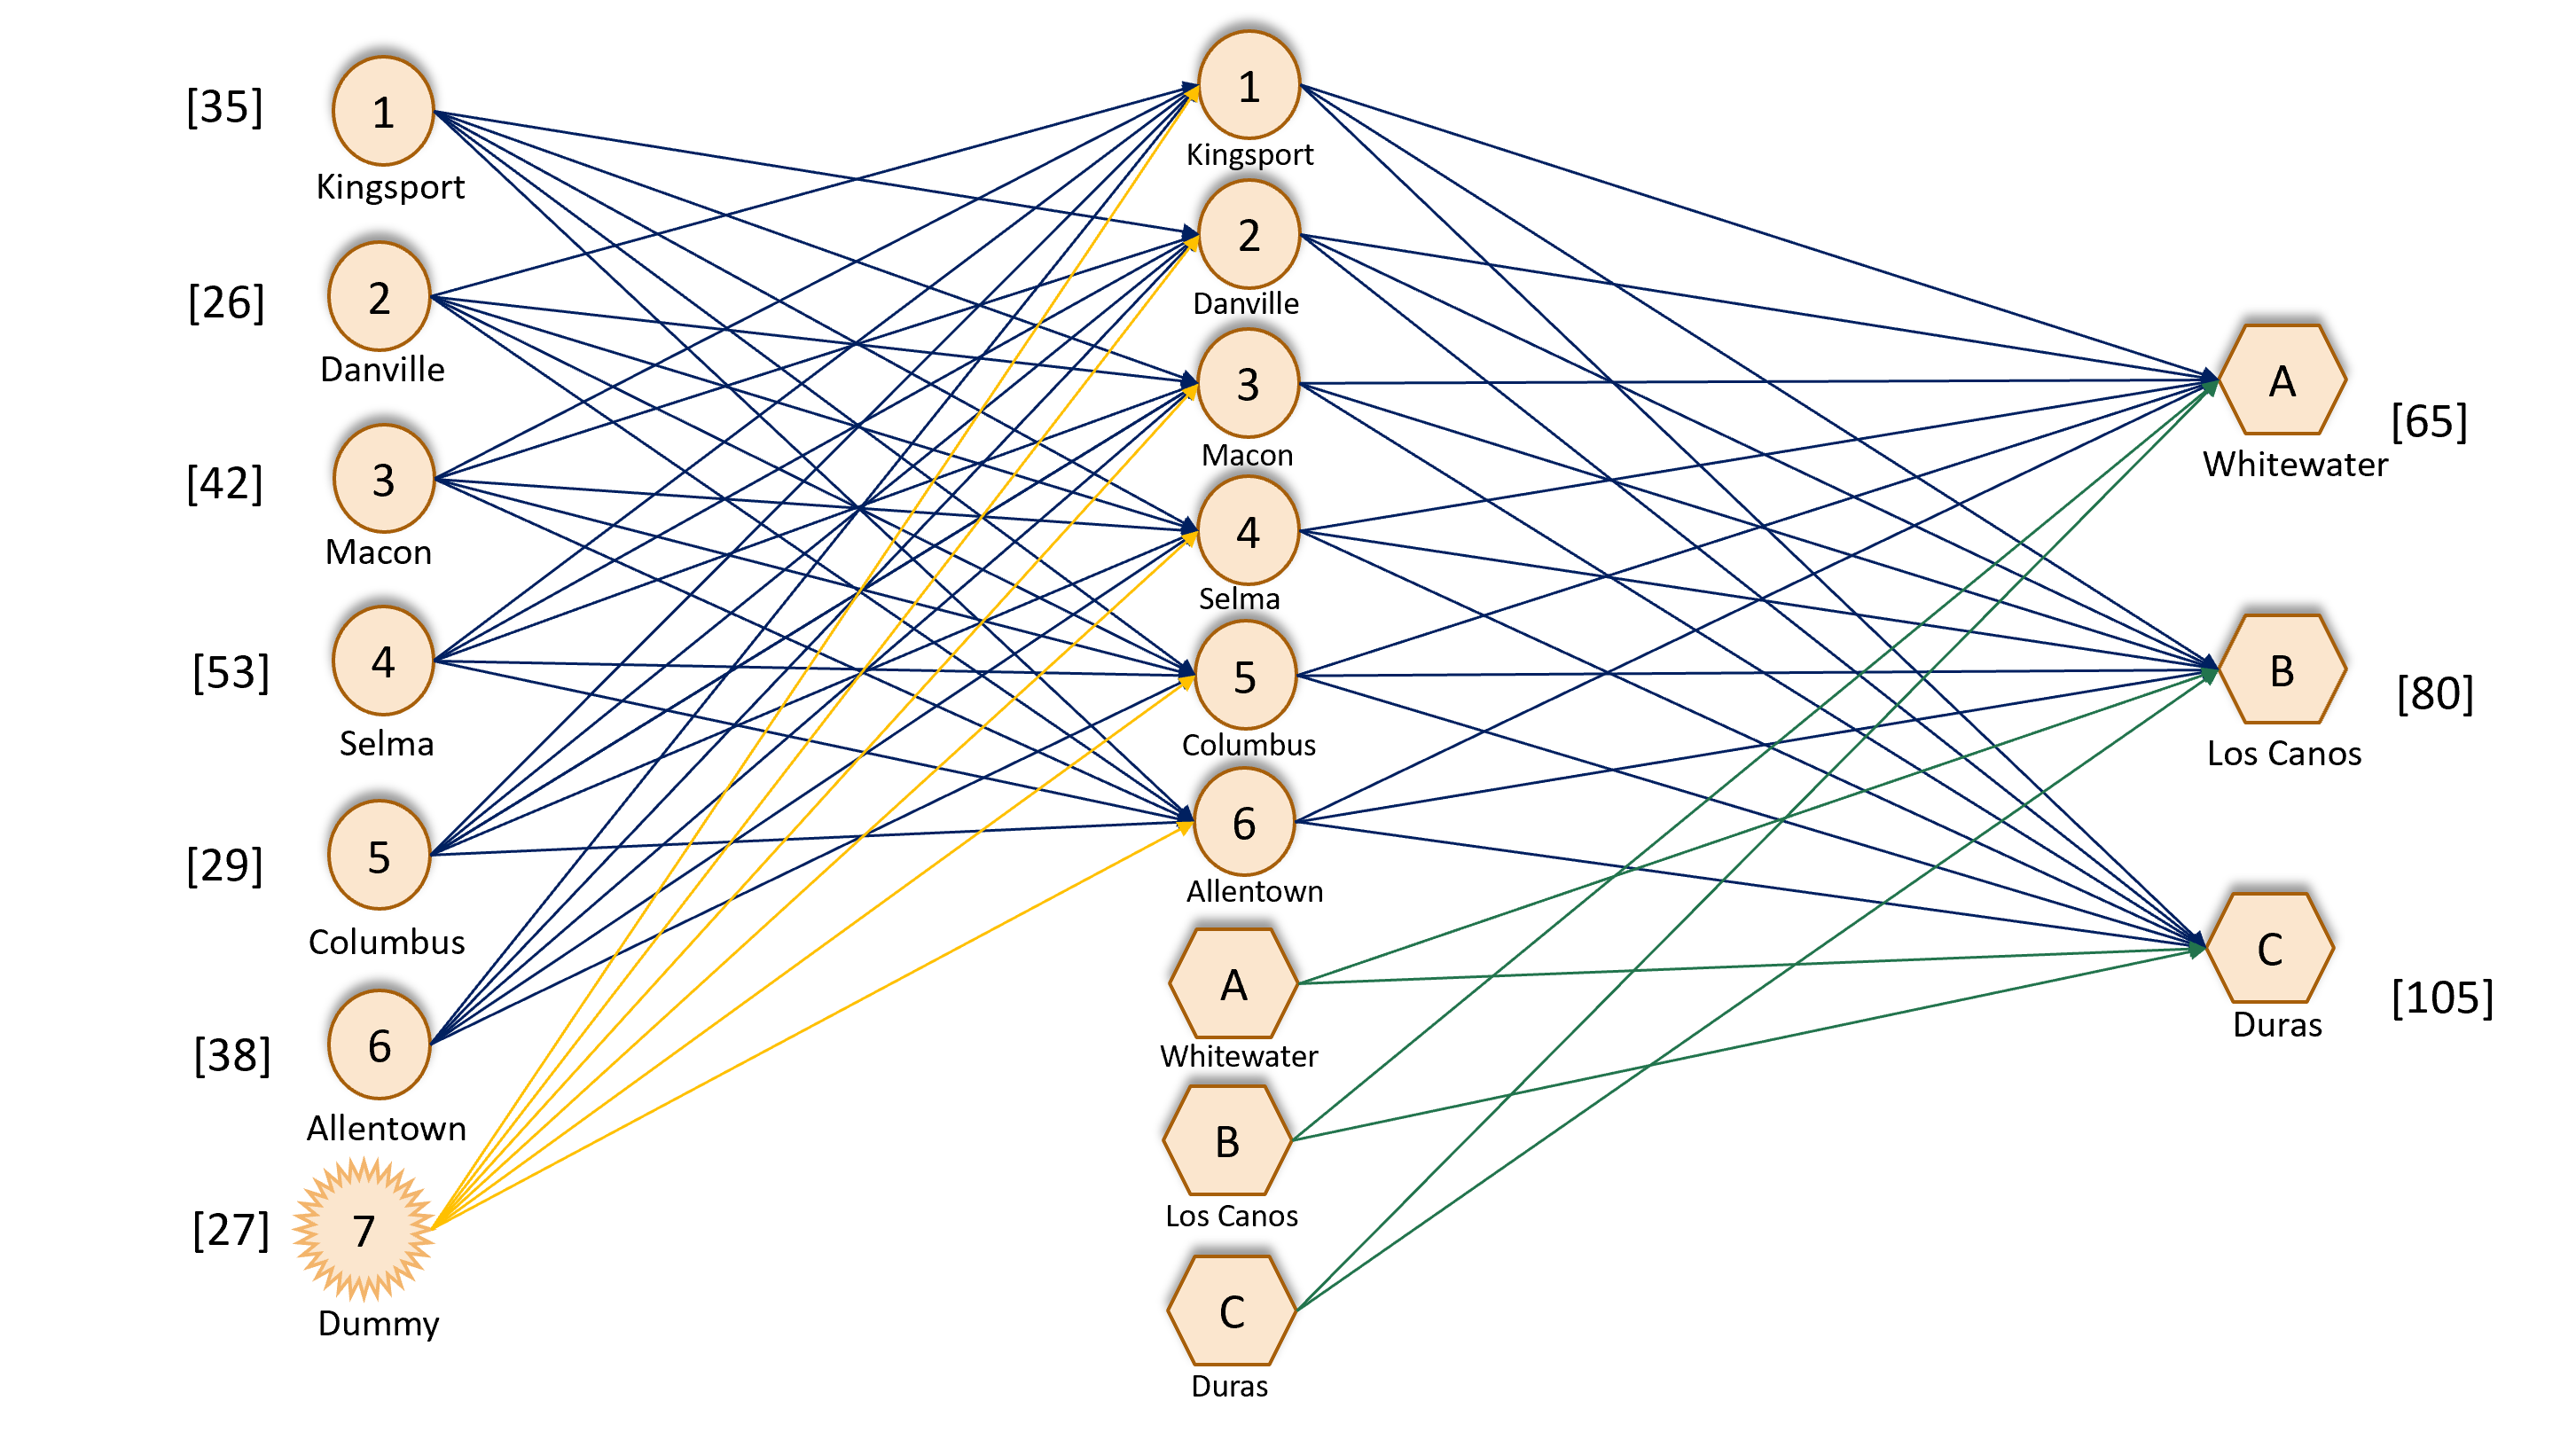 [35]
1
Kingsport
[26]
2
Danville
[42]
3
Macon
[53]
4
Selma
[29]
5
Columbus
[38]
6
Allentown
[27]
7
Dummy
1
Kingsport
2
Danville
3
Macon
4
Selma
5
Columbus
6
Allentown
A
Whitewater
B
Los Canos
C
Duras
A
[65]
Whitewater
B
[80]
Los Canos
C
[105]
Duras